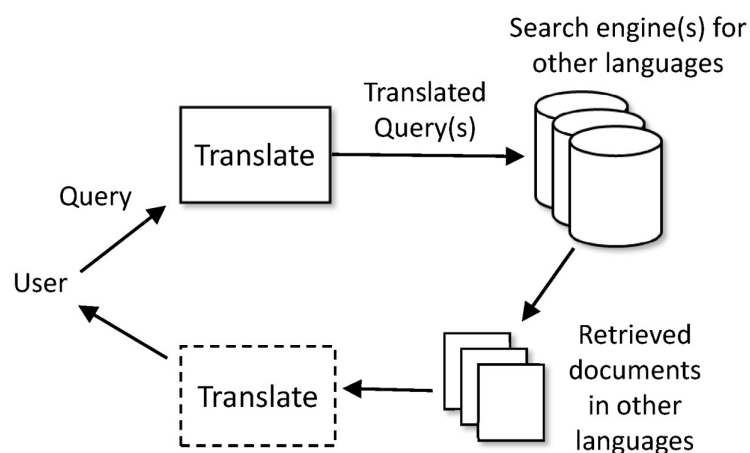 Search engine(s) for
other languages
Translated
Query(s)
Translate
Query
User
Retrieved
documents
in other
languages
Translate